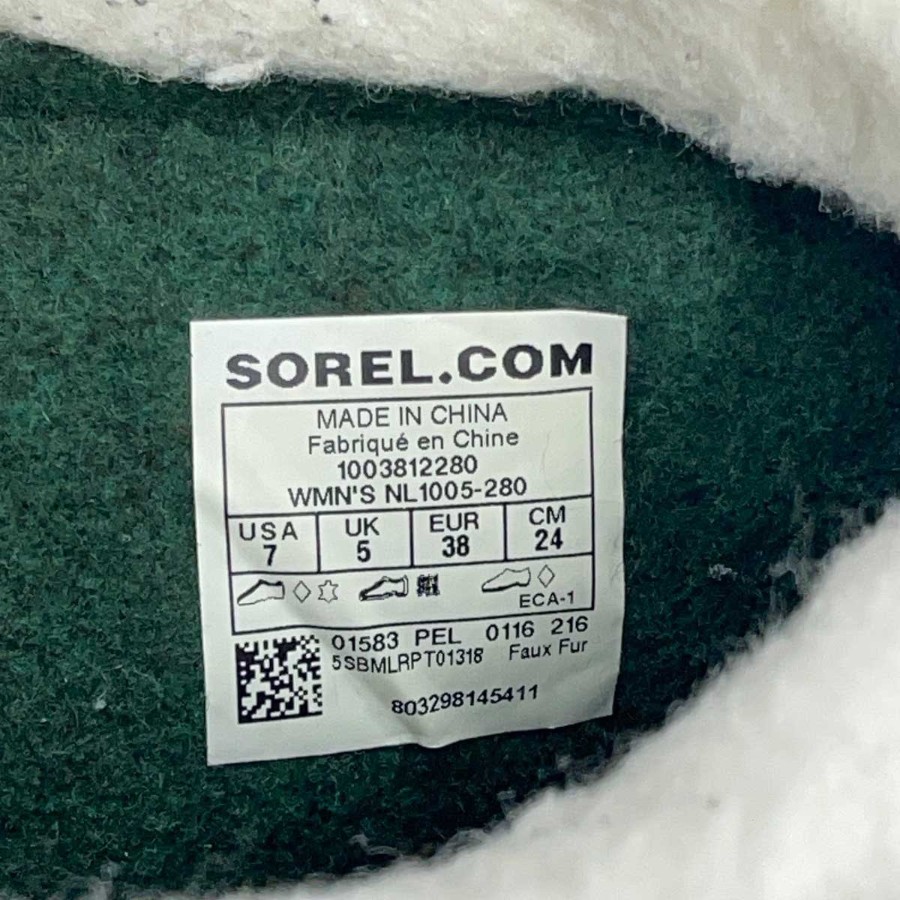 SOREL.COM
MADE IN CHINA
Fabriqué en Chine
1003812280
WMN'S NL1005-280
USA UK EUR CM
7 5 38 24
ECA-1
01583 PEL 0116 216
5SBMLRPT01318 Faux Fur
803298145411